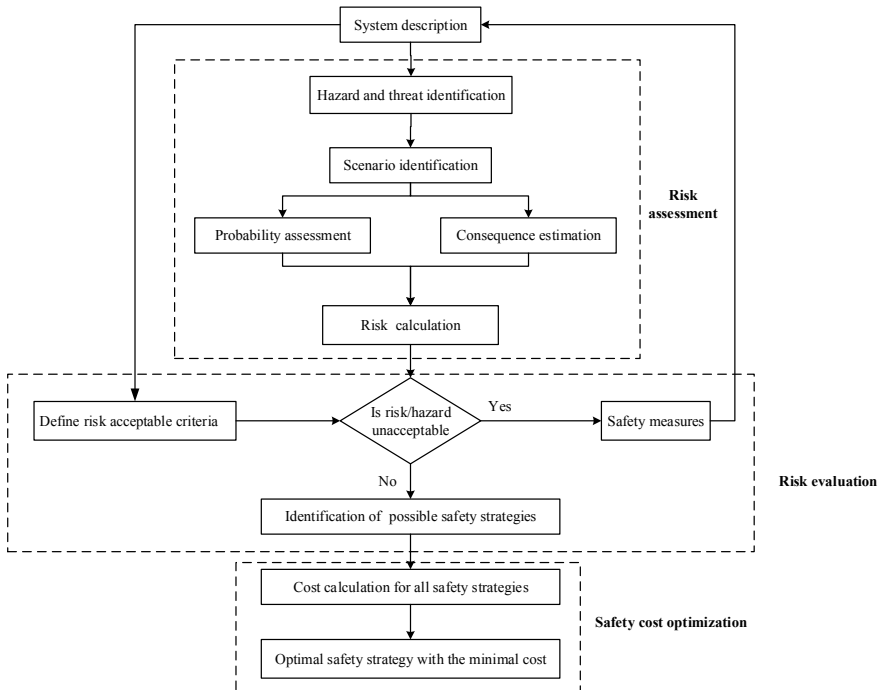 System description
Hazard and threat identification
Scenario identification
Risk
assessment
Probability assessment
Consequence estimation
Risk calculation
Define risk acceptable criteria
Is risk/hazard
unacceptable
Yes
Safety measures
No
Risk evaluation
Identification of possible safety strategies
Cost calculation for all safety strategies
Safety cost optimization
Optimal safety strategy with the minimal cost